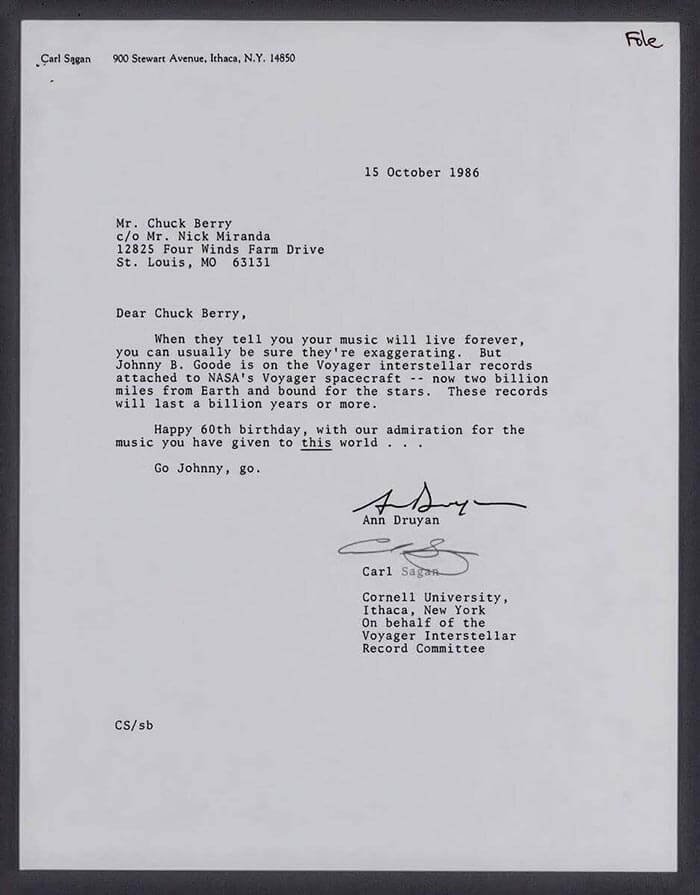 File
Carl Sagan 900 Stewart Avenue, Ithaca, N.Y. 14850
15 October 1986
Mr. Chuck Berry
c/o Mr. Nick Miranda
12825 Four Winds Farm Drive
St. Louis, MO 63131
Dear Chuck Berry,
When they tell you your music will live forever,
you can usually be sure they're exaggerating. But
Johnny B. Goode is on the Voyager interstellar records
attached to NASA's Voyager spacecraft -- now two billion
miles from Earth and bound for the stars. These records
will last a billion years or more.
Happy 60th birthday, with our admiration for the
music you have given to this world . . .
Go Johnny, go.
Ann Druyan
Carl Sagan
Cornell University,
Ithaca, New York
On behalf of the
Voyager Interstellar
Record Committee
CS/sb